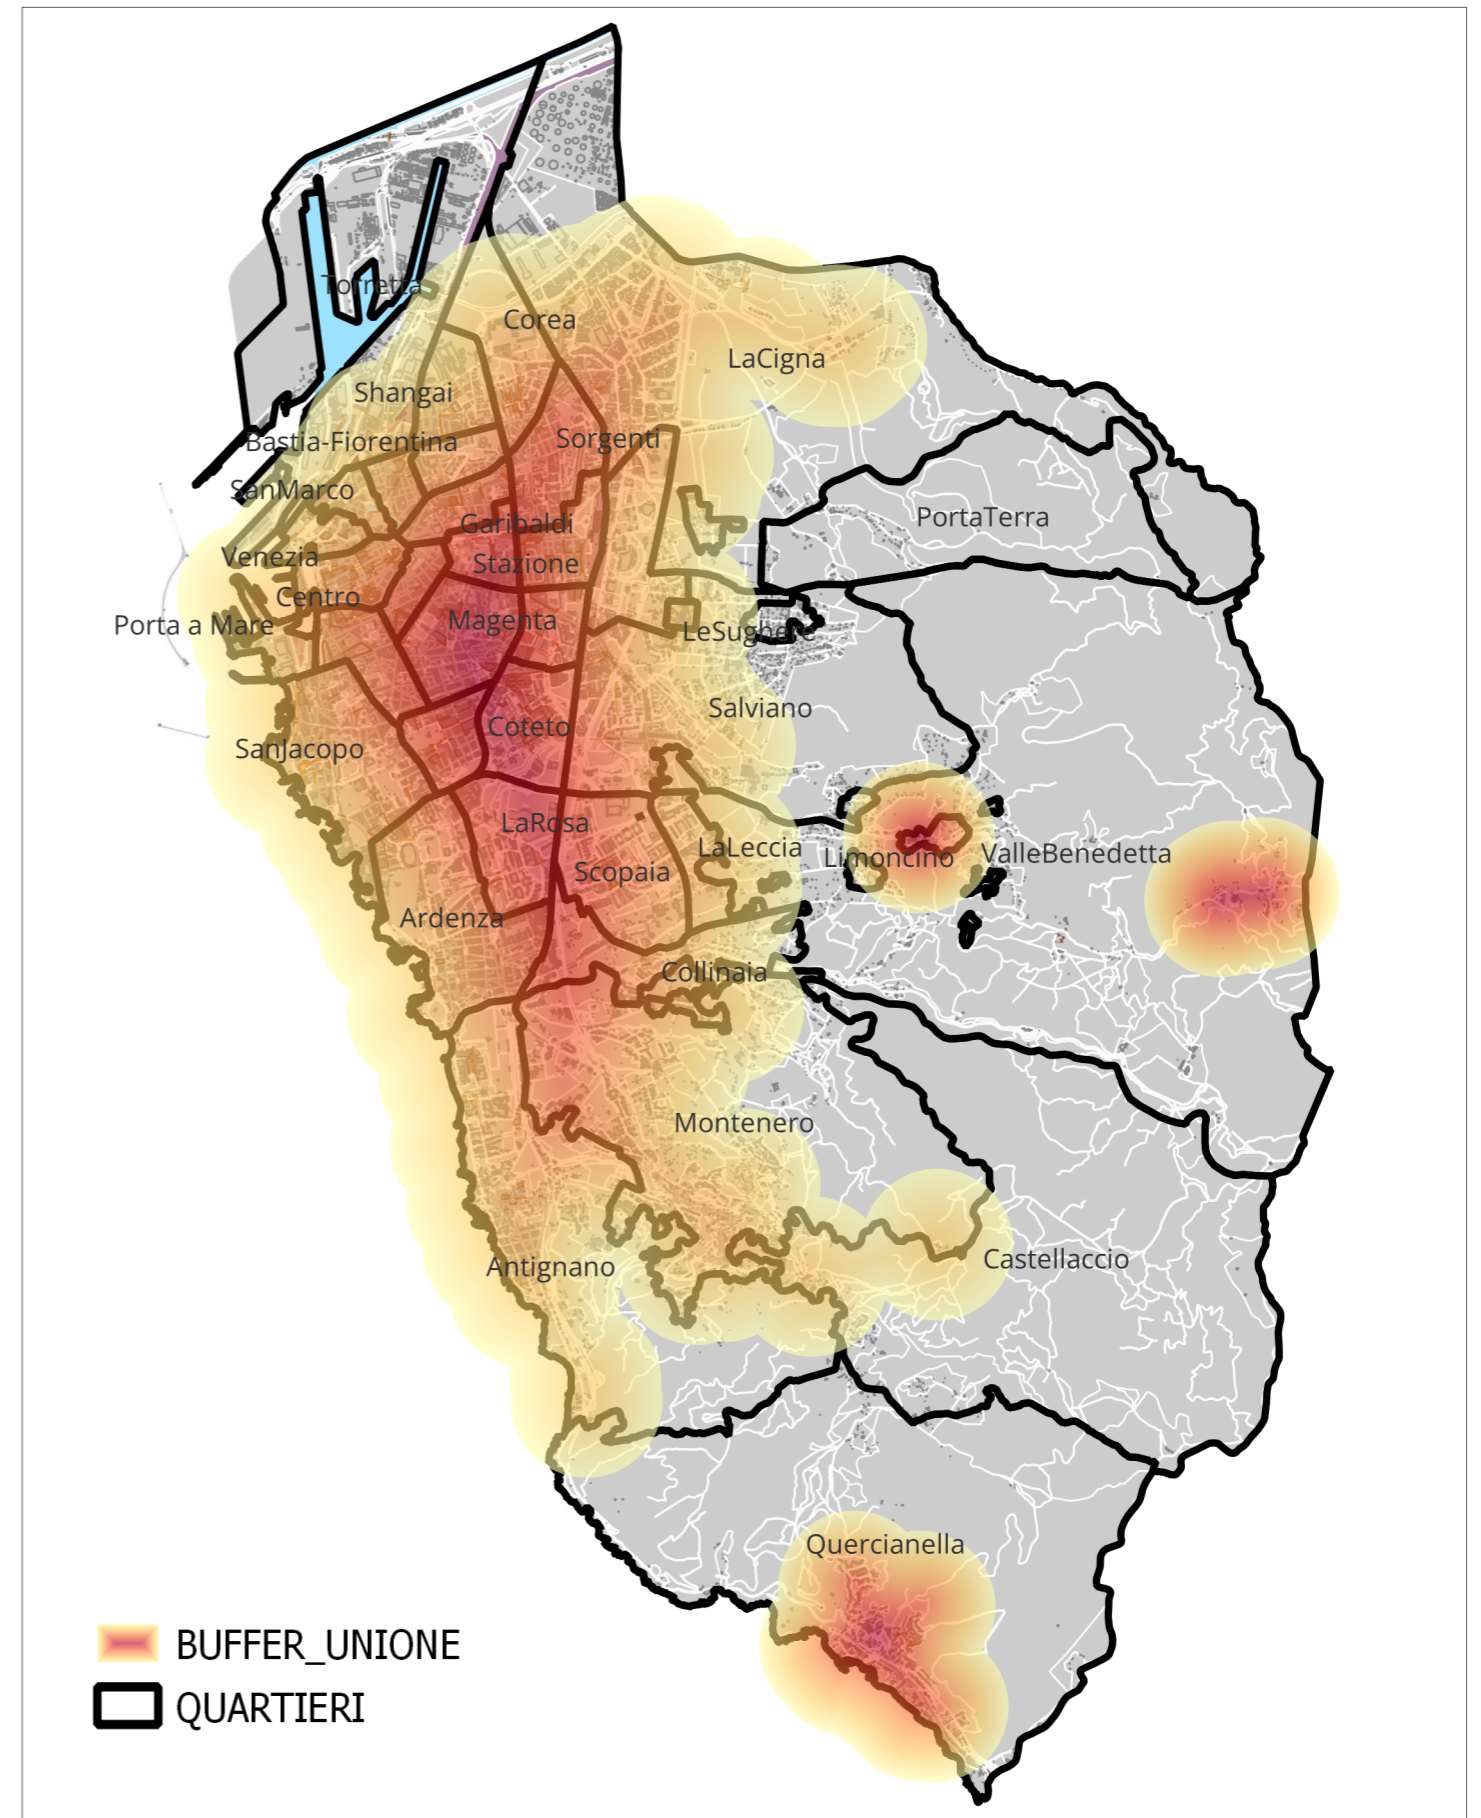 Torretta
Corea
LaCigna
Shangai
Bastia-Fiorentina
Sorgenti
SanMarco
Garibaldi
PortaTerra
Venezia
Stazione
Centro
Porta a Mare
Magenta
LeSughere
Salviano
Coteto
SanJacopo
LaRosa
LaLeccia
Limoncino
ValleBenedetta
Scopaia
Ardenza
Collinaia
Montenero
Antignano
Castellaccio
Quercianella
BUFFER_UNIONE
QUARTIERI